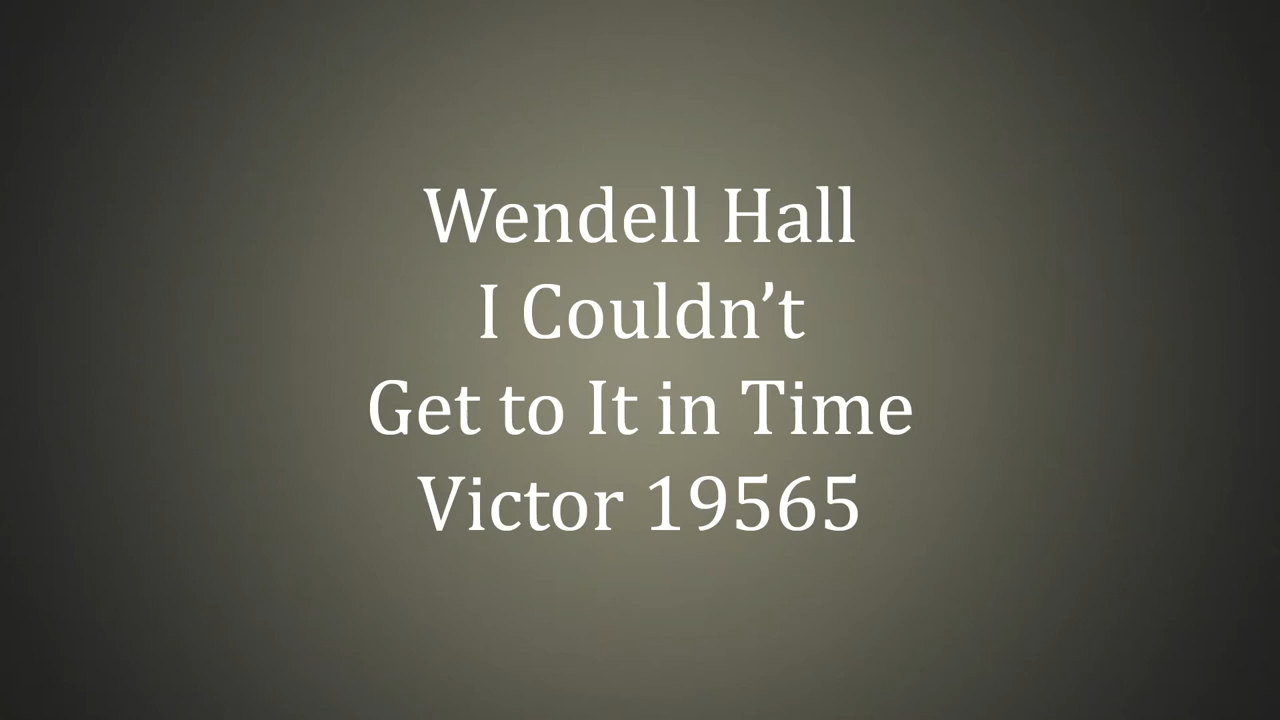 Wendell Hall
I Couldn’t
Get to It in Time
Victor 19565